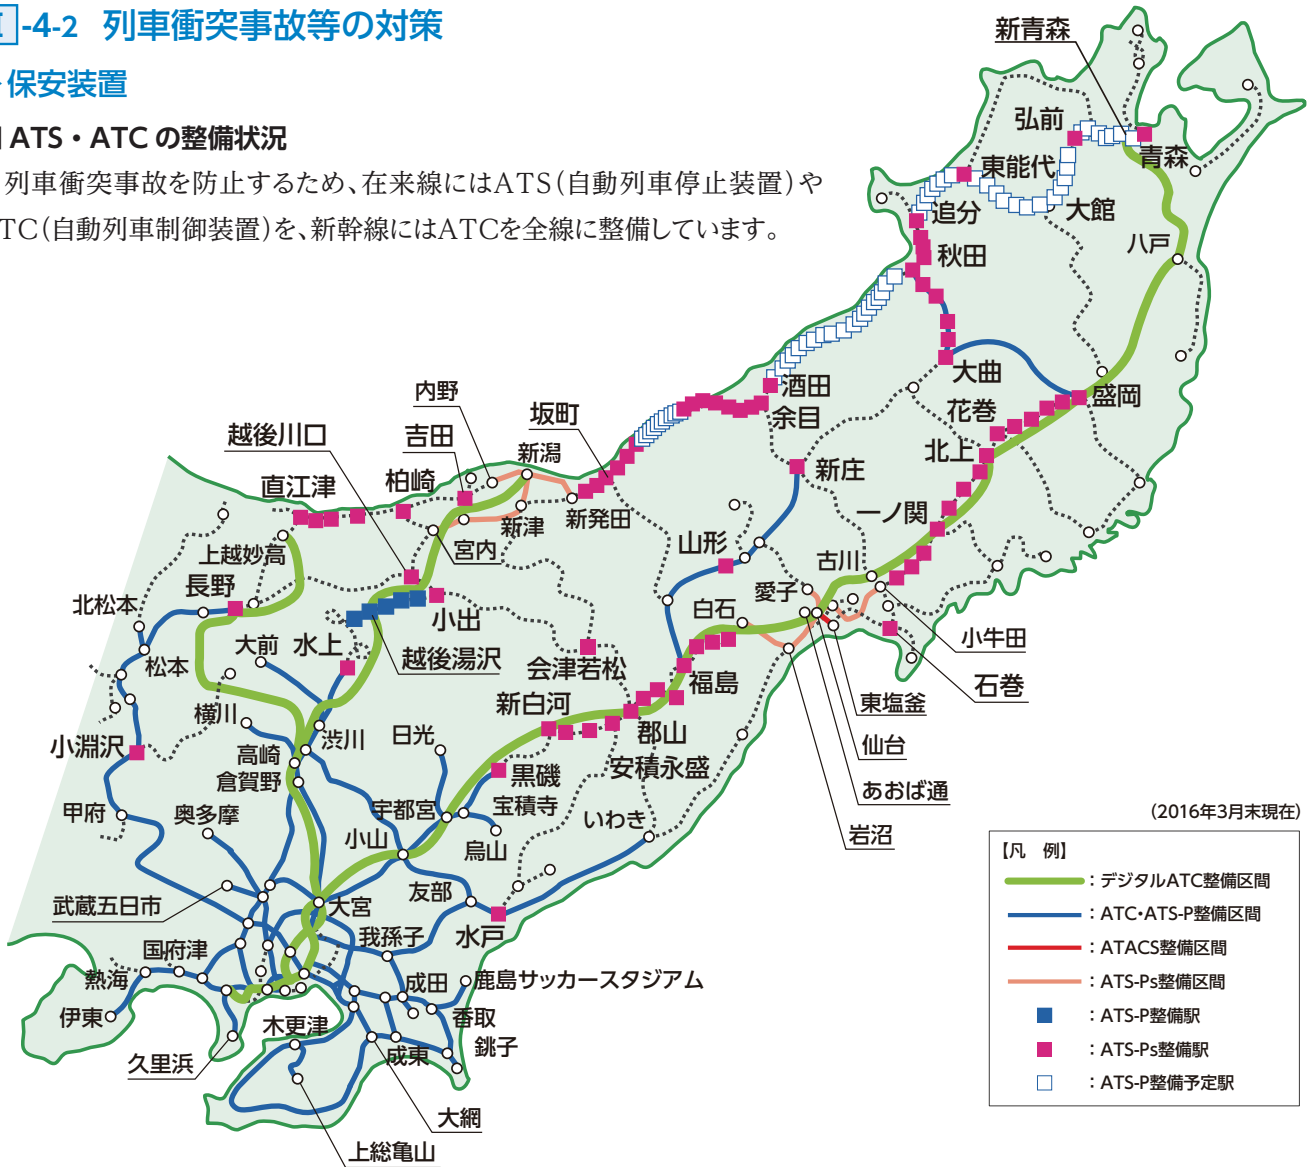 -4-2 列車衝突事故等の対策
保安装置
ATS・ATC の整備状況
列車衝突事故を防止するため、在来線にはATS(自動列車停止装置)や
TC(自動列車制御装置)を、新幹線にはATCを全線に整備しています。
新青森
弘前
青森
東能代
大館
追分
八戸
秋田
大曲
盛岡
酒田
余目
花巻
北上
内野
吉田
坂町
越後川口
新潟
新庄
柏崎
直江津
一ノ関
新津
新発田
上越妙高
宮内
山形
古川
長野
愛子
北松本
白石
小出
大前
水上
小牛田
松本
越後湯沢
会津若松
福島
石巻
新白河
東塩釜
横川
渋川
日光
郡山
小淵沢
高崎
安積永盛
仙台
倉賀野
黒磯
あおば通
甲府
奥多摩
宇都宮
宝積寺
いわき
小山
烏山
岩沼
武蔵五日市
大宮
友部
国府津
我孫子
水戸
熱海
成田
鹿島サッカースタジアム
伊東
木更津
香取
久里浜
成東
銚子
大網
上総亀山
(2016年3月末現在)
【凡 例】
：デジタルATC整備区間
：ATC・ATS-P整備区間
：ATACS整備区間
：ATS-Ps整備区間
：ATS-P整備駅
：ATS-Ps整備駅
：ATS-P整備予定駅